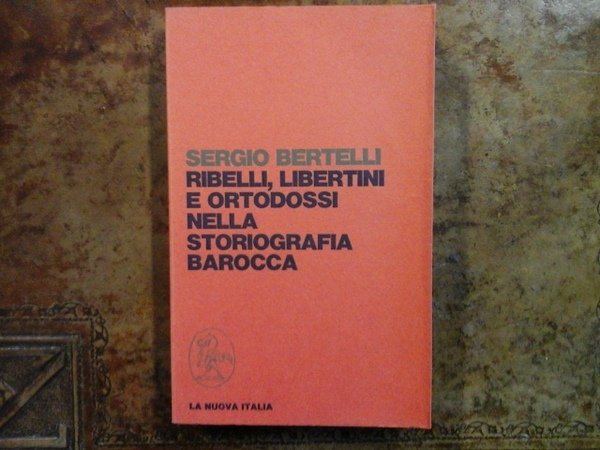 SERGIO BERTELLI
RIBELLI, LIBERTINI
E ORTODOSSI
NELLA
STORIOGRAFIA
BAROCCA
LA NUOVA ITALIA